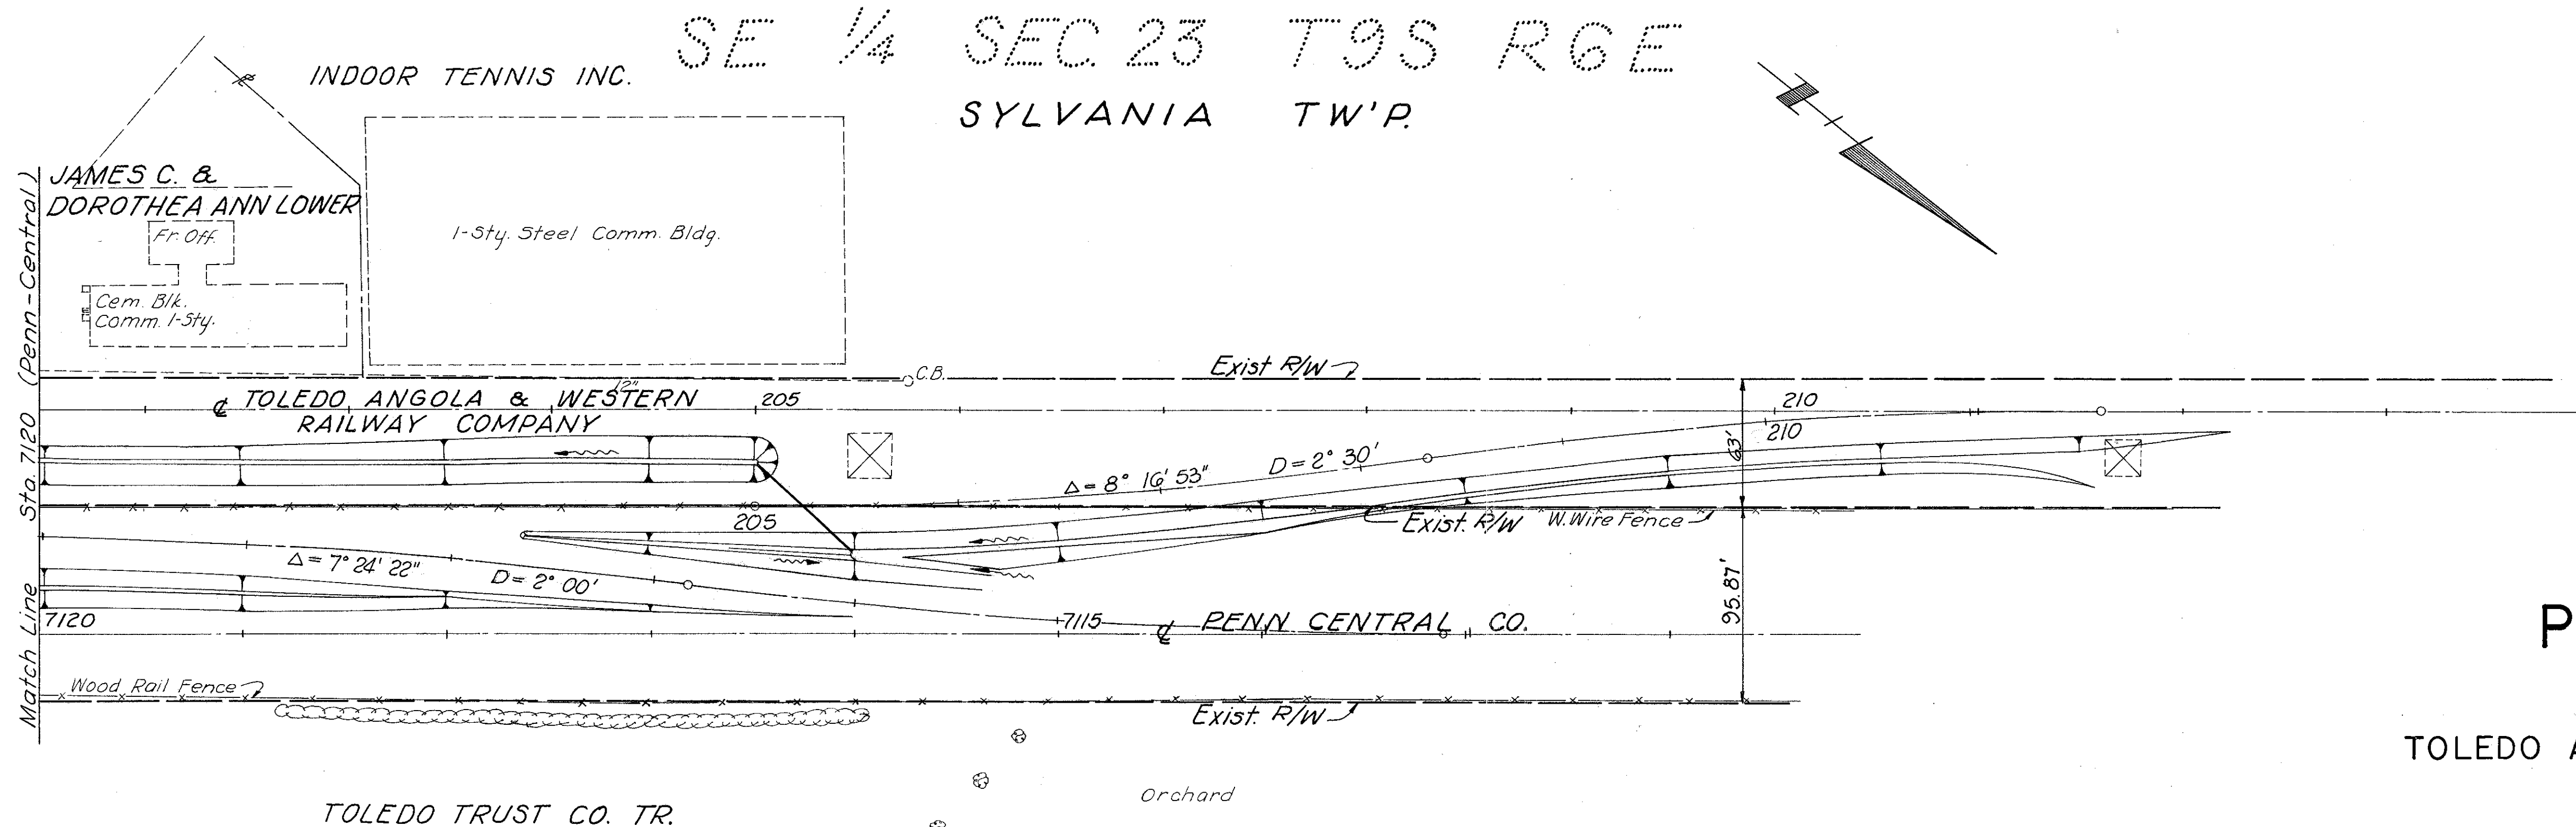 SE 1/4 SEC. 23 T9S R6E
SYLVANIA TW'P.
INDOOR TENNIS INC.
JAMES C. &
DOROTHEA ANN LOWER
Fr. Off.
Cem. Blk.
Comm. 1-Sty.
1-Sty. Steel Comm. Bldg.
Match Line Sta. 7120 (Penn-Central)
12"
C.B.
Exist R/W
℄ TOLEDO ANGOLA & WESTERN
RAILWAY COMPANY
205
210
210
63'
Δ = 8° 16' 53"
D = 2° 30'
205
Exist. R/W
W. Wire Fence
Δ = 7° 24' 22"
D = 2° 00'
95.87'
7120
7115
℄ PENN CENTRAL CO.
Wood Rail Fence
Exist. R/W
Orchard
TOLEDO TRUST CO. TR.
P
TOLEDO A